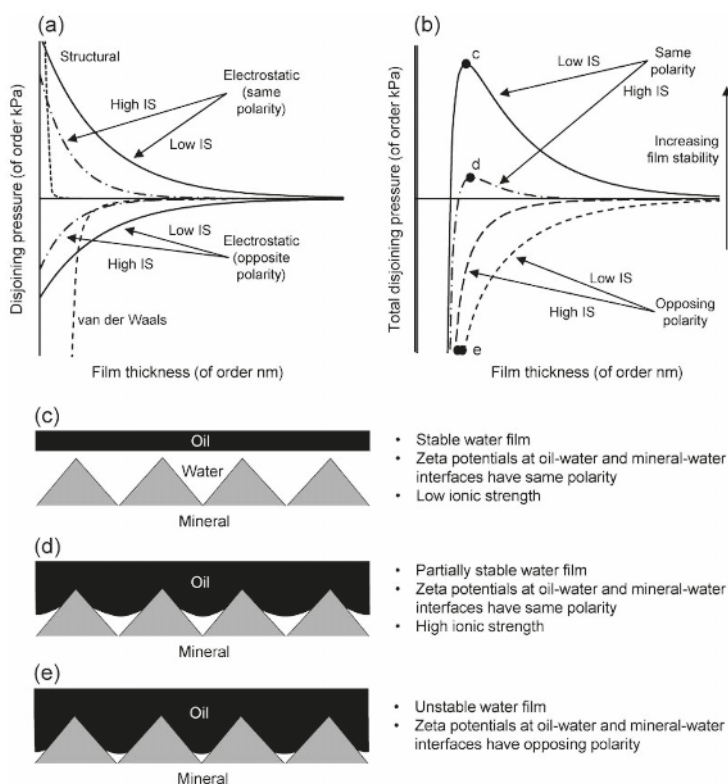 (a)
Disjoining pressure (of order kPa)
Structural
High IS
Electrostatic
(same
polarity)
Low IS
Low IS
High IS
Electrostatic
(opposite
polarity)
van der Waals
Film thickness (of order nm)
(b)
Total disjoining pressure (of order kPa)
c
Low IS
Same
polarity
High IS
d
Increasing
film stability
Low IS
High IS
Opposing
polarity
e
Film thickness (of order nm)
(c)
Oil
Water
Mineral
• Stable water film
• Zeta potentials at oil-water and mineral-water
interfaces have same polarity
• Low ionic strength
(d)
Oil
Mineral
• Partially stable water film
• Zeta potentials at oil-water and mineral-water
interfaces have same polarity
• High ionic strength
(e)
Oil
Mineral
• Unstable water film
• Zeta potentials at oil-water and mineral-water
interfaces have opposing polarity